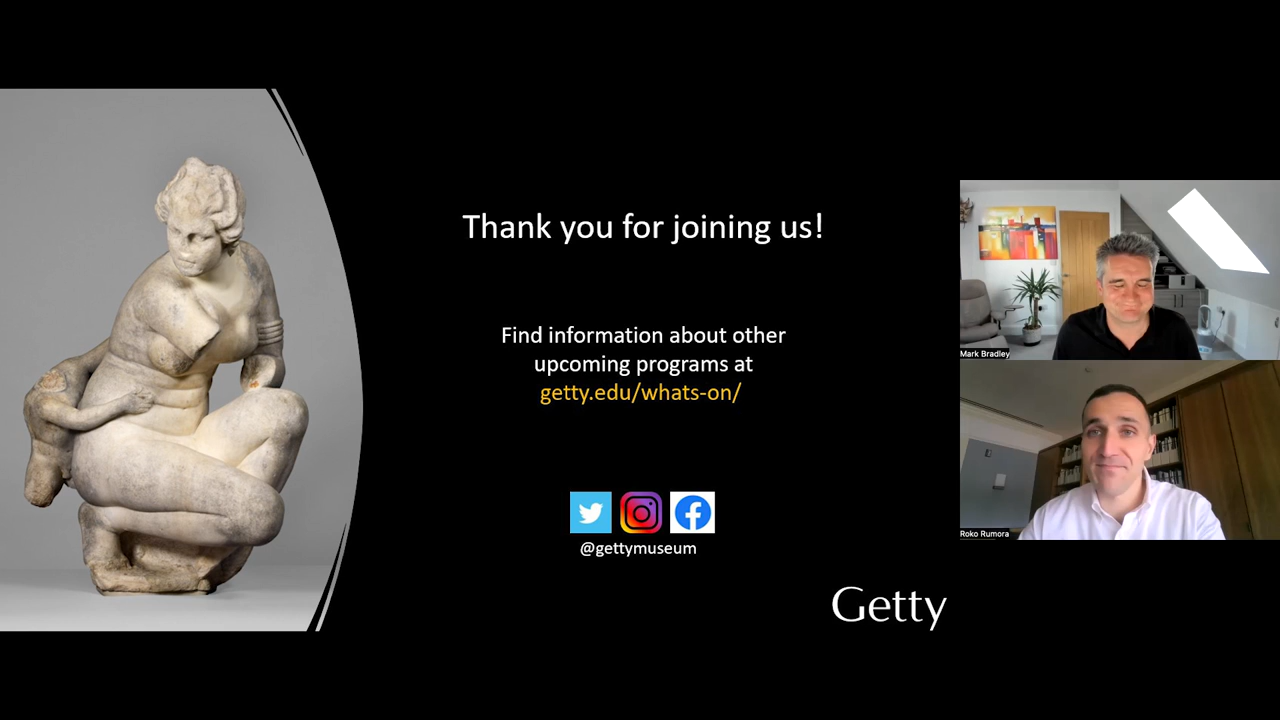 Thank you for joining us!
Find information about other
upcoming programs at
getty.edu/whats-on/
@gettymuseum
Getty
Mark Bradley
Roko Rumora